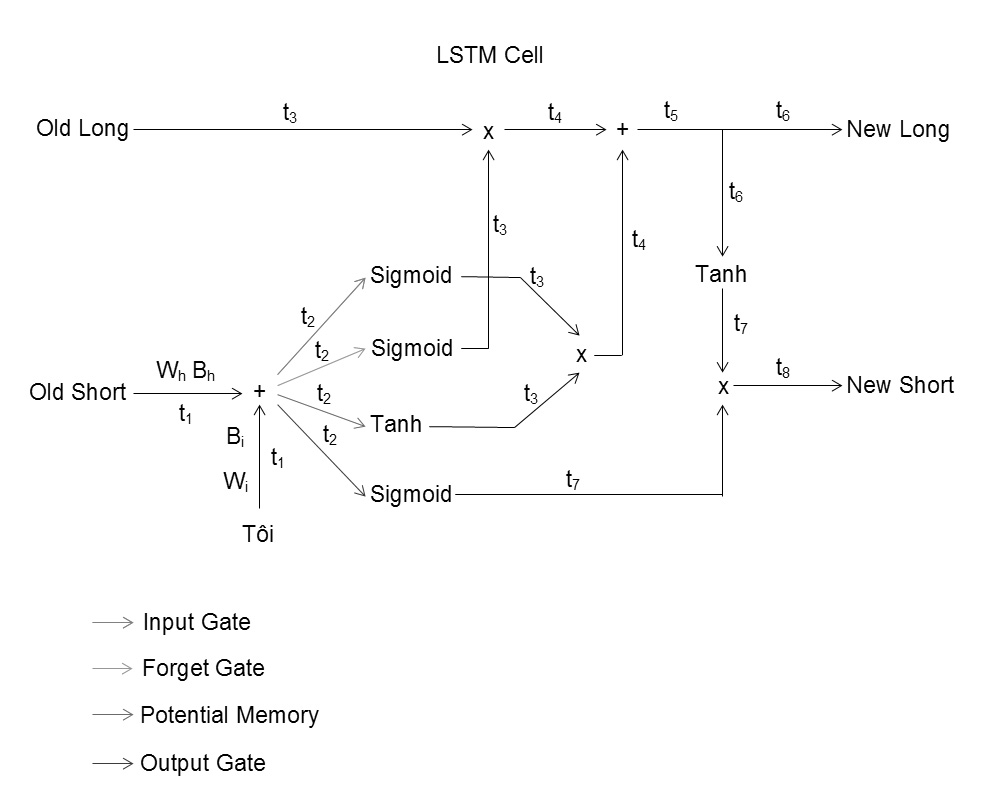 LSTM Cell
Old Long t₃ x t₄ + t₅ t₆ New Long
t₆
t₃
t₄
Sigmoid t₃ Tanh
t₂
t₇
t₂ Sigmoid x
Wₕ Bₕ
t₈
Old Short + t₂ t₃ x New Short
t₁
Tanh
Bᵢ t₁ t₂
Wᵢ t₇
Sigmoid
Tôi
Input Gate
Forget Gate
Potential Memory
Output Gate